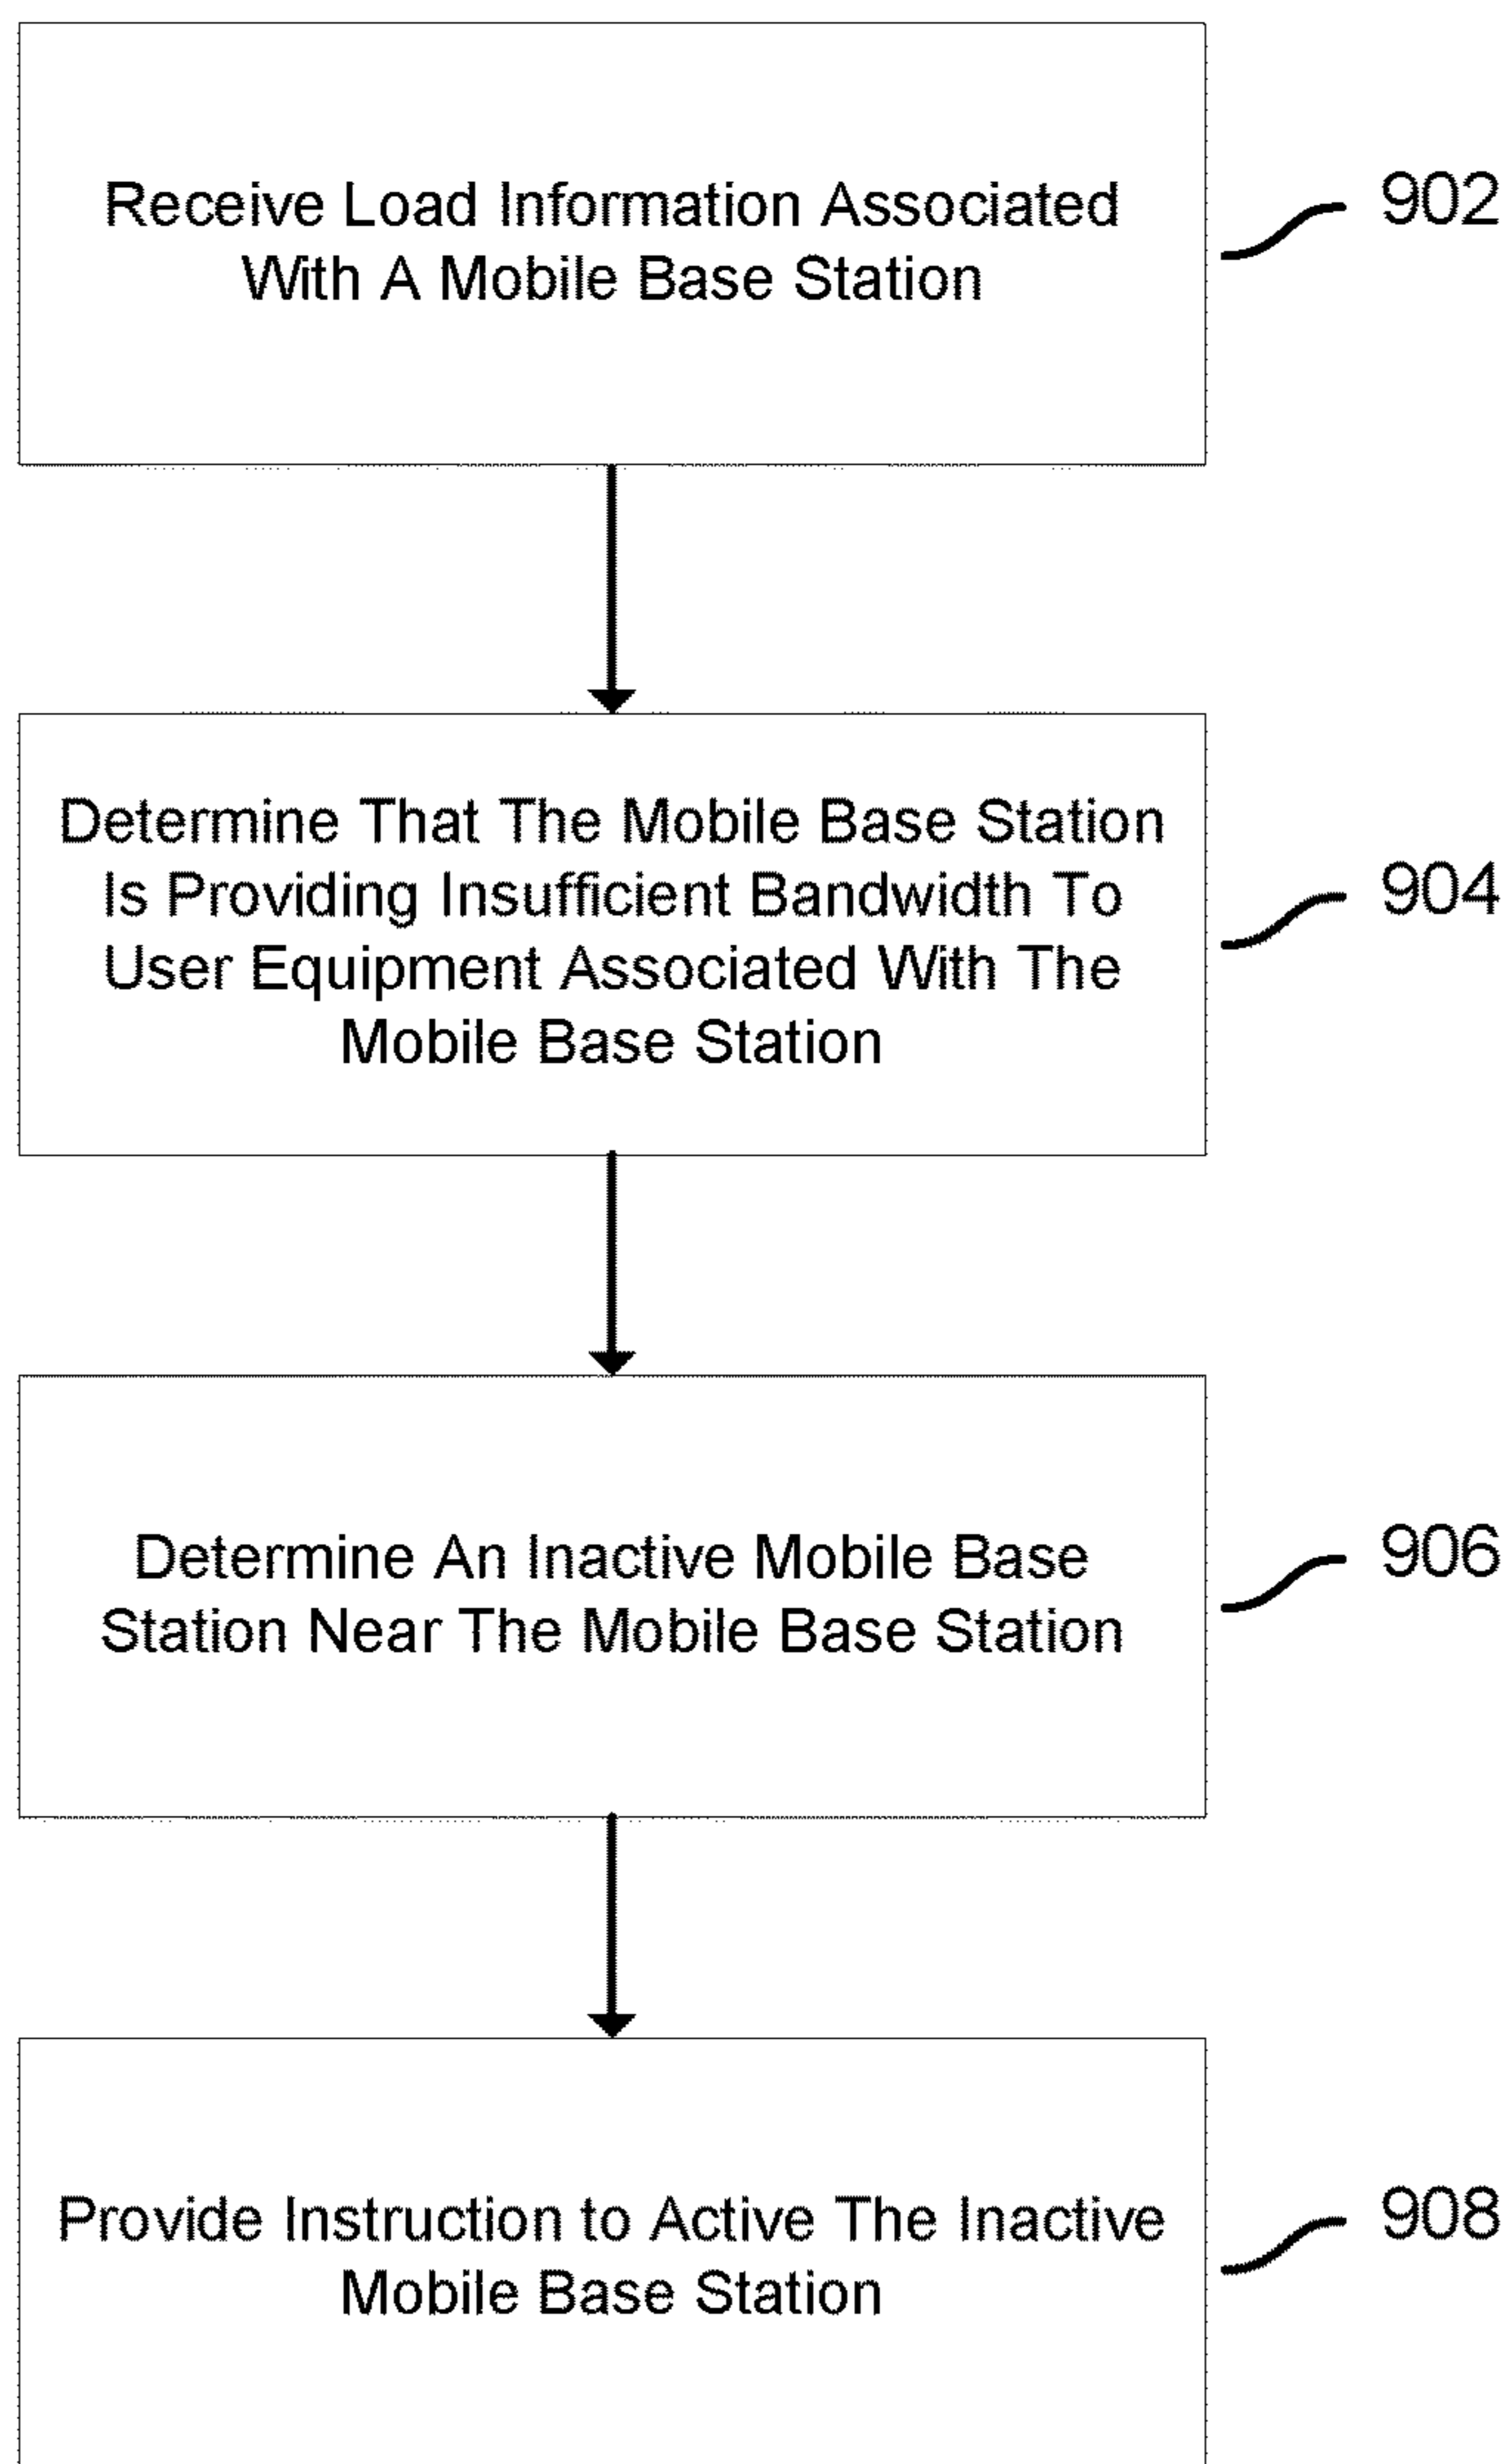 Receive Load Information Associated
With A Mobile Base Station
902
Determine That The Mobile Base Station
Is Providing Insufficient Bandwidth To
User Equipment Associated With The
Mobile Base Station
904
Determine An Inactive Mobile Base
Station Near The Mobile Base Station
906
Provide Instruction to Active The Inactive
Mobile Base Station
908